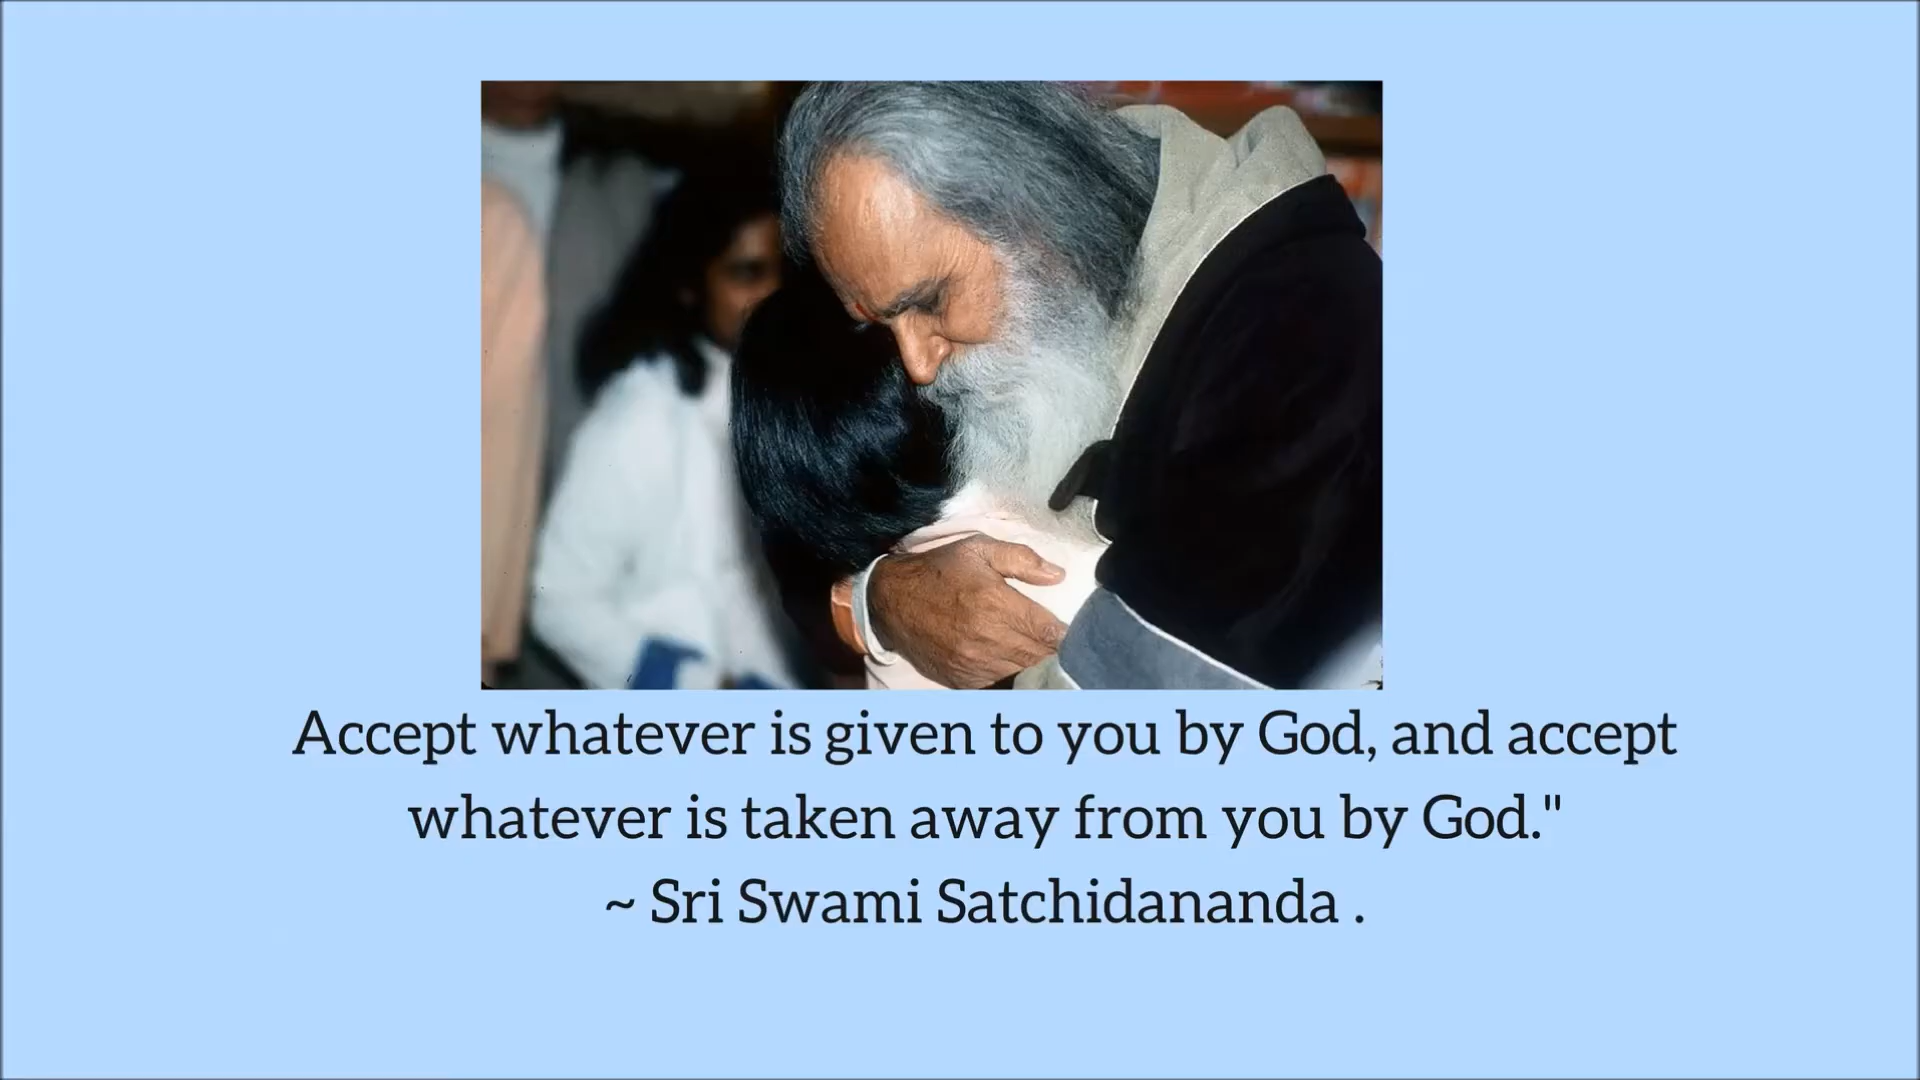 Accept whatever is given to you by God, and accept
whatever is taken away from you by God."
~ Sri Swami Satchidananda .